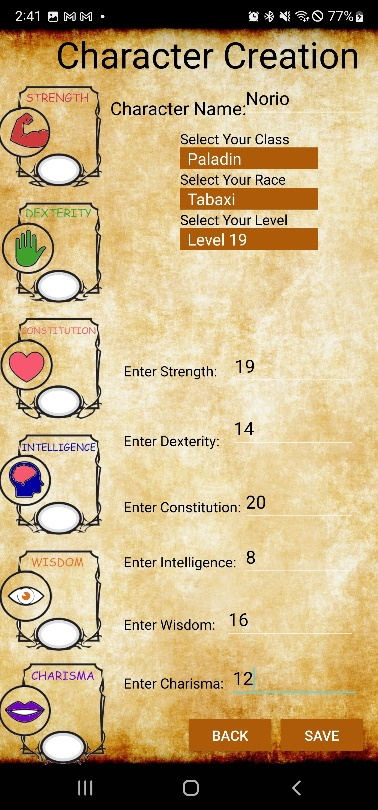 2:41
77%
Character Creation
STRENGTH
Character Name: Norio
Select Your Class
Paladin
Select Your Race
Tabaxi
DEXTERITY
Select Your Level
Level 19
CONSTITUTION
Enter Strength: 19
Enter Dexterity: 14
INTELLIGENCE
Enter Constitution: 20
Enter Intelligence: 8
WISDOM
Enter Wisdom: 16
CHARISMA
Enter Charisma: 12
BACK
SAVE